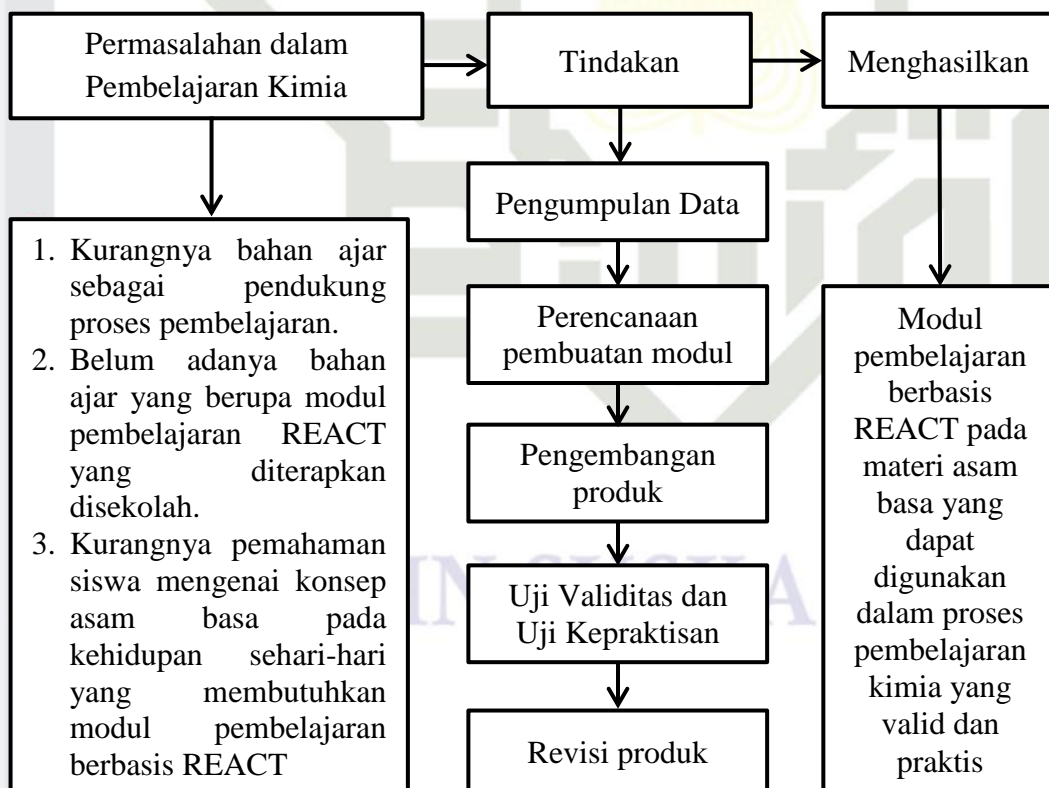 Permasalahan dalam
Pembelajaran Kimia
Tindakan
Menghasilkan
1. Kurangnya bahan ajar
sebagai pendukung
proses pembelajaran.
2. Belum adanya bahan
ajar yang berupa modul
pembelajaran REACT
yang diterapkan
disekolah.
3. Kurangnya pemahaman
siswa mengenai konsep
asam basa pada
kehidupan sehari-hari
yang membutuhkan
modul pembelajaran
berbasis REACT
Pengumpulan Data
Perencanaan
pembuatan modul
Pengembangan
produk
Uji Validitas dan
Uji Kepraktisan
Revisi produk
Modul
pembelajaran
berbasis
REACT pada
materi asam
basa yang
dapat
digunakan
dalam proses
pembelajaran
kimia yang
valid dan
praktis